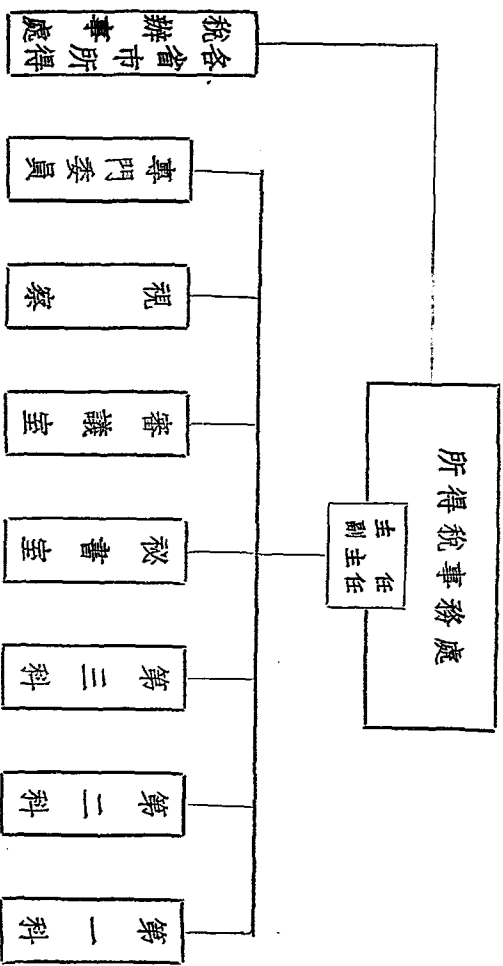 所得稅事務處
主任
副主任
第一科
第二科
第三科
秘書室
審議室
視察
專門委員
各省市所得
稅辦事處